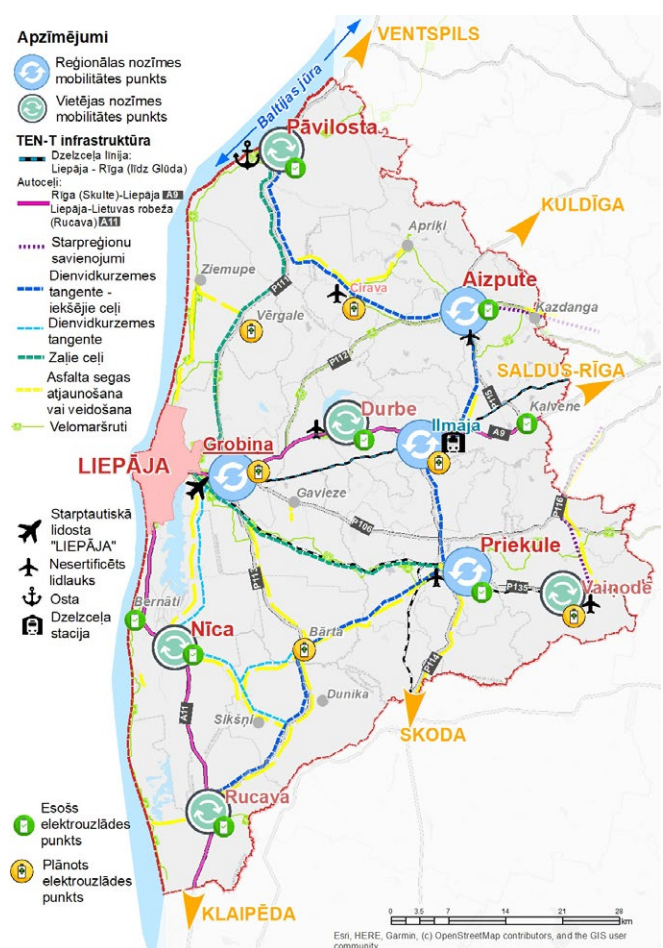 Apzīmējumi
Reģionālas nozīmes
mobilitātes punkts
Vietējas nozīmes
mobilitātes punkts
TEN-T infrastruktūra
Dzelzceļa līnija:
Liepāja - Rīga (līdz Glūda)
Autoceļi:
Rīga (Skulte)-Liepāja A9
Liepāja-Lietuvas robeža
(Rucava) A11
Starpreģionu
savienojumi
Dienvidkurzemes
tangente -
iekšējie ceļi
Dienvidkurzemes
tangente
Zaļie ceļi
Asfalta segas
atjaunošana
vai veidošana
Velomaršruti
VENTSPILS
Baltijas jūra
Pāvilosta
KULDĪGA
Apriķi
Ziemupe
Cīrava
Aizpute
Kazdanga
P111
Vērgale
P112
SALDUS-RĪGA
P115
Durbe
Ilmāja
Kalvene
A9
Grobiņa
LIEPĀJA
Gavieze
P106
P116
Starptautiskā
lidosta
"LIEPĀJA"
Nesertificēts
lidlauks
Osta
Dzelzceļa
stacija
P113
Priekule
P135
Vaiņode
Bernāti
Nīca
Bārta
P114
Dunika
Sikšņi
A11
SKODA
Rucava
Esošs
elektrouzlādes
punkts
Plānots
elektrouzlādes
punkts
KLAIPĒDA
0 3.5 7 14 21 28
km
Esri, HERE, Garmin, (c) OpenStreetMap contributors, and the GIS user
community